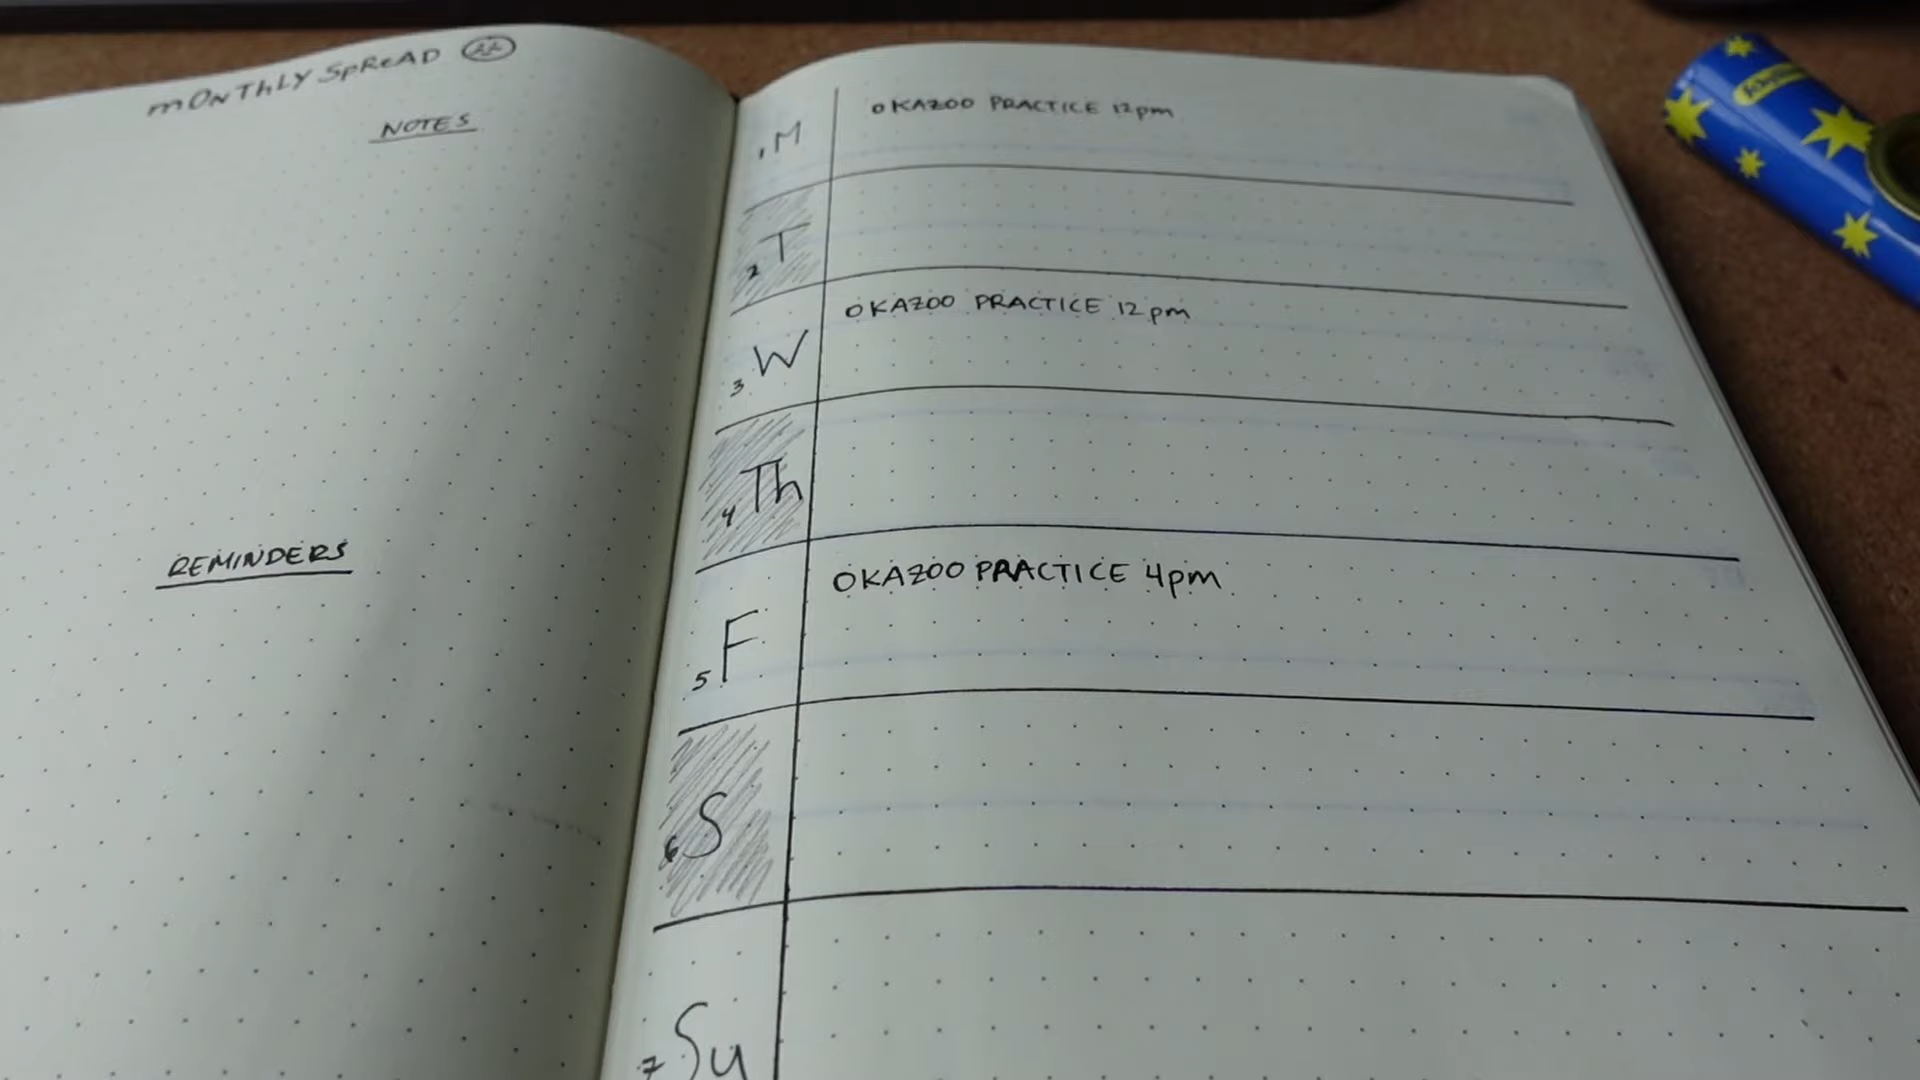 mONThLY SPReAD
NOTES
REMINDERS
1 M OKAZOO PRACTICE 12pm
2 T
3 W OKAZOO PRACTICE 12pm
4 Th
5 F OKAZOO PRACTICE 4pm
6 S
7 Su